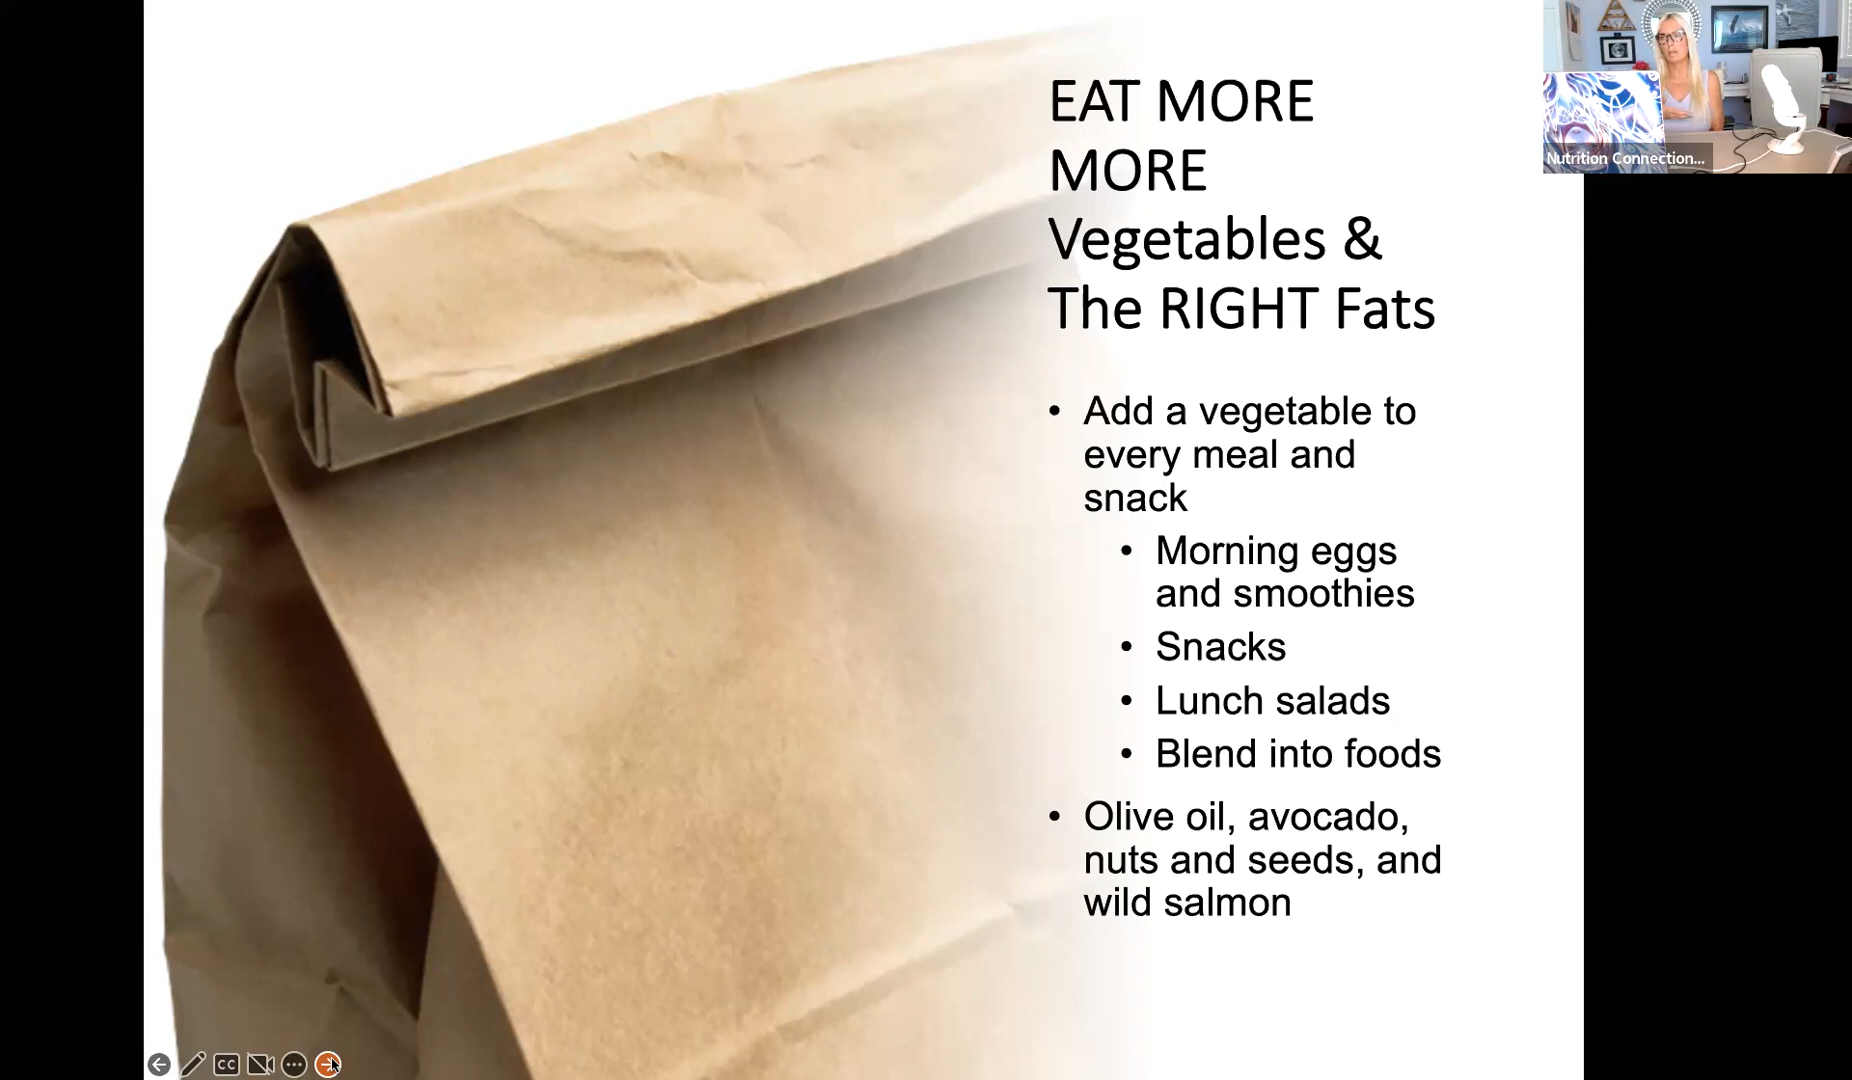 EAT MORE
MORE
Vegetables &
The RIGHT Fats
• Add a vegetable to
every meal and
snack
• Morning eggs
and smoothies
• Snacks
• Lunch salads
• Blend into foods
• Olive oil, avocado,
nuts and seeds, and
wild salmon
Nutrition Connection...
CC